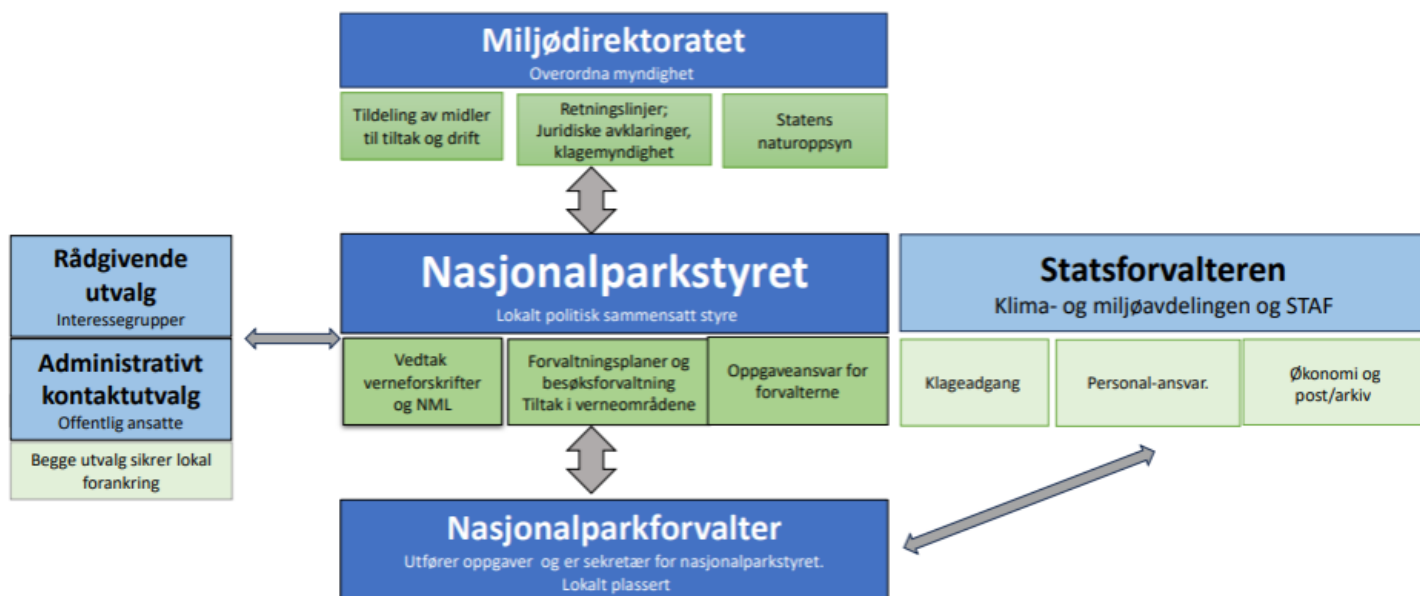 Miljødirektoratet
Overordna myndighet
Tildeling av midler
til tiltak og drift
Retningslinjer;
Juridiske avklaringer,
klagemyndighet
Statens
naturoppsyn
Rådgivende
utvalg
Interessegrupper
Administrativt
kontaktutvalg
Offentlig ansatte
Begge utvalg sikrer lokal
forankring
Nasjonalparkstyret
Lokalt politisk sammensatt styre
Vedtak
verneforskrifter
og NML
Forvaltningsplaner og
besøksforvaltning
Tiltak i verneområdene
Oppgaveansvar for
forvalterne
Statsforvalteren
Klima- og miljøavdelingen og STAF
Klageadgang
Personal-ansvar.
Økonomi og
post/arkiv
Nasjonalparkforvalter
Utfører oppgaver og er sekretær for nasjonalparkstyret.
Lokalt plassert